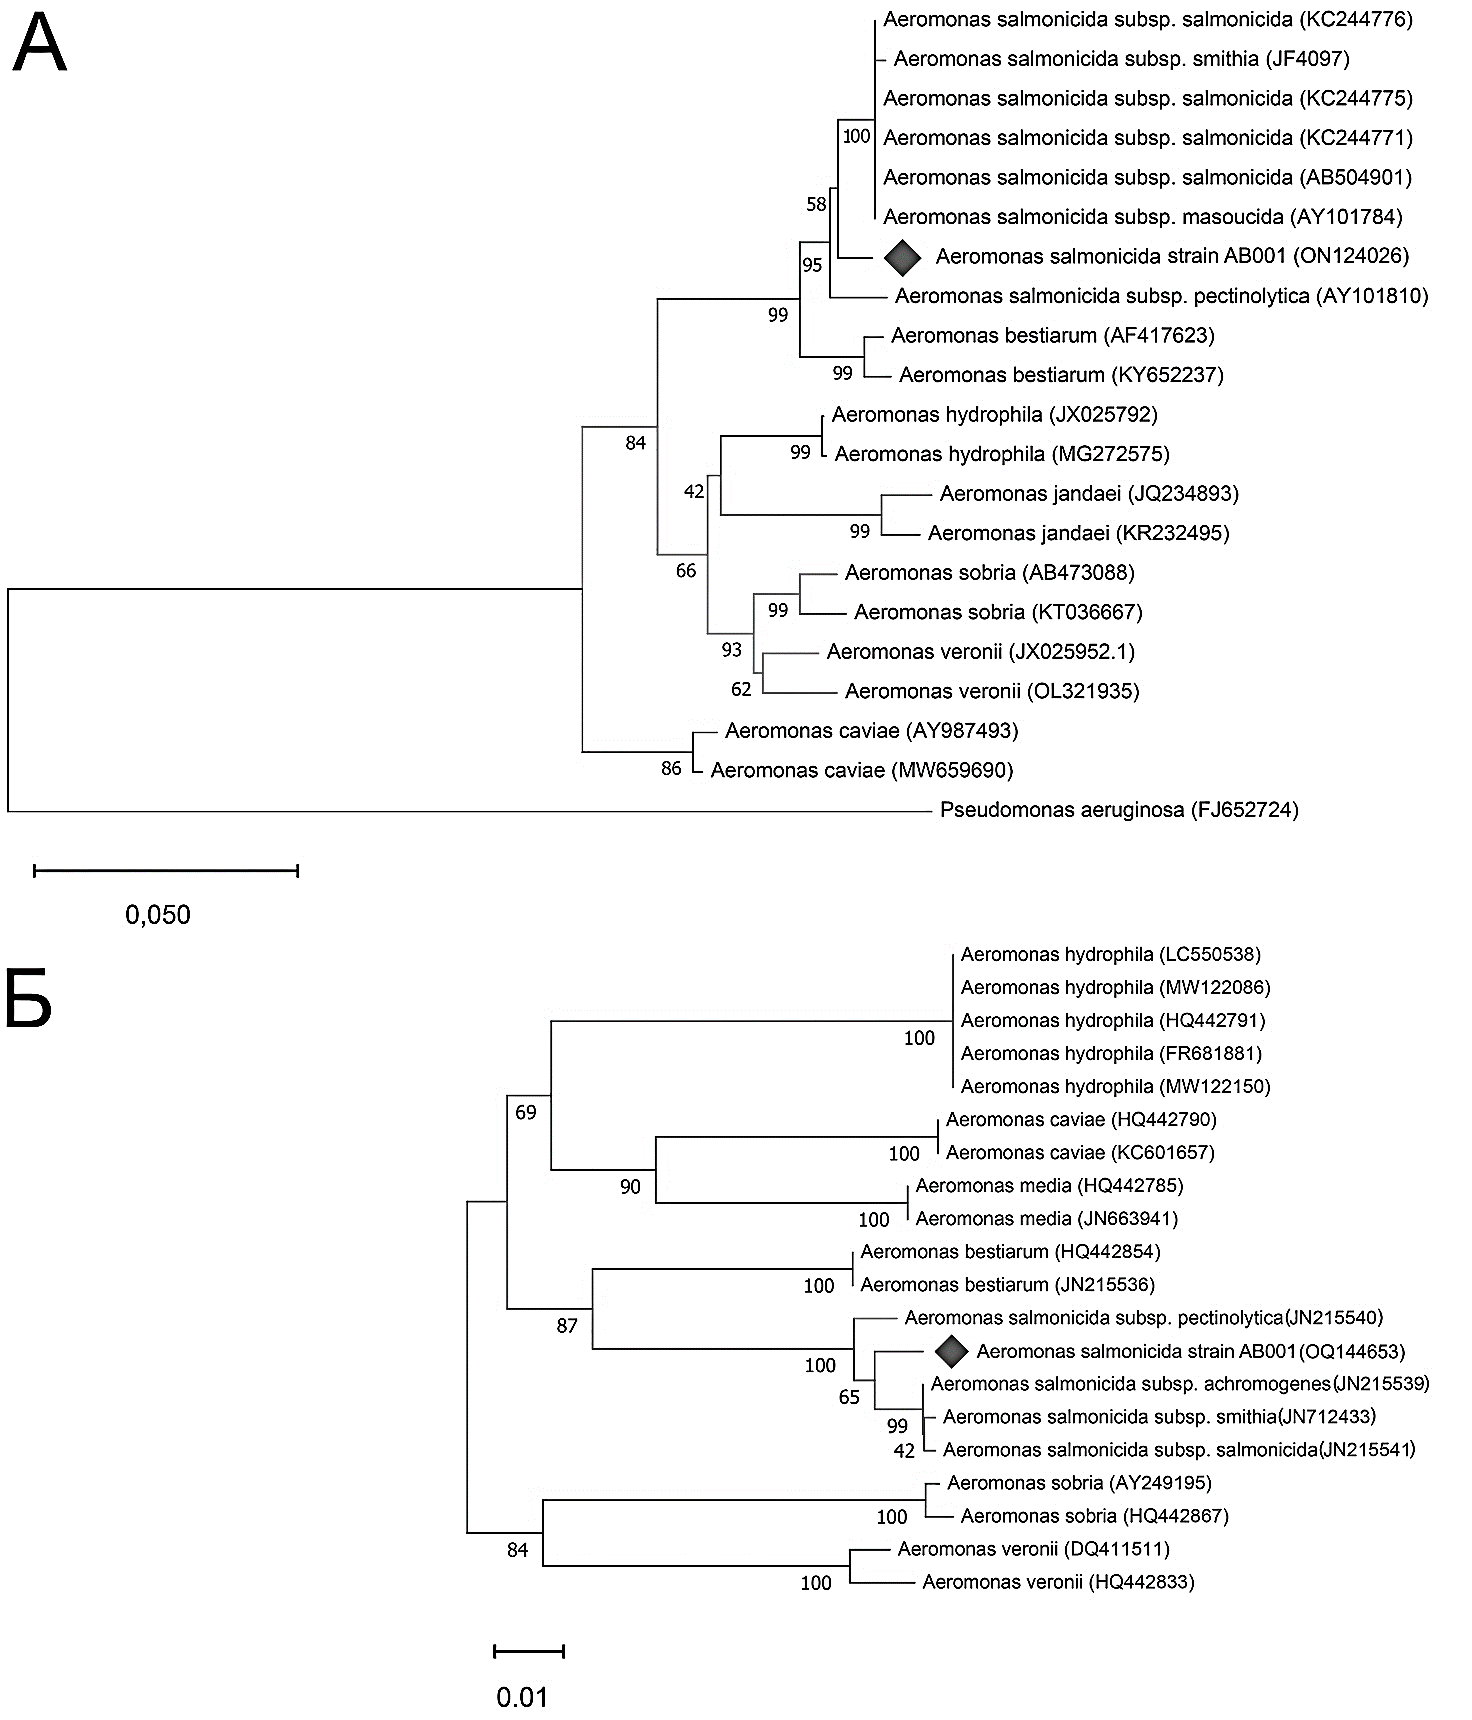 А
Aeromonas salmonicida subsp. salmonicida (KC244776)
Aeromonas salmonicida subsp. smithia (JF4097)
Aeromonas salmonicida subsp. salmonicida (KC244775)
100
Aeromonas salmonicida subsp. salmonicida (KC244771)
Aeromonas salmonicida subsp. salmonicida (AB504901)
58
Aeromonas salmonicida subsp. masoucida (AY101784)
95
Aeromonas salmonicida strain AB001 (ON124026)
Aeromonas salmonicida subsp. pectinolytica (AY101810)
99
Aeromonas bestiarum (AF417623)
99
Aeromonas bestiarum (KY652237)
Aeromonas hydrophila (JX025792)
84
99
Aeromonas hydrophila (MG272575)
42
Aeromonas jandaei (JQ234893)
99
Aeromonas jandaei (KR232495)
66
Aeromonas sobria (AB473088)
99
Aeromonas sobria (KT036667)
93
Aeromonas veronii (JX025952.1)
62
Aeromonas veronii (OL321935)
Aeromonas caviae (AY987493)
86
Aeromonas caviae (MW659690)
Pseudomonas aeruginosa (FJ652724)
0,050
Б
Aeromonas hydrophila (LC550538)
Aeromonas hydrophila (MW122086)
Aeromonas hydrophila (HQ442791)
100
Aeromonas hydrophila (FR681881)
Aeromonas hydrophila (MW122150)
69
Aeromonas caviae (HQ442790)
100
Aeromonas caviae (KC601657)
90
Aeromonas media (HQ442785)
100
Aeromonas media (JN663941)
Aeromonas bestiarum (HQ442854)
100
Aeromonas bestiarum (JN215536)
87
Aeromonas salmonicida subsp. pectinolytica(JN215540)
100
Aeromonas salmonicida strain AB001(OQ144653)
65
Aeromonas salmonicida subsp. achromogenes(JN215539)
99
Aeromonas salmonicida subsp. smithia(JN712433)
42
Aeromonas salmonicida subsp. salmonicida(JN215541)
Aeromonas sobria (AY249195)
100
Aeromonas sobria (HQ442867)
84
Aeromonas veronii (DQ411511)
100
Aeromonas veronii (HQ442833)
0.01